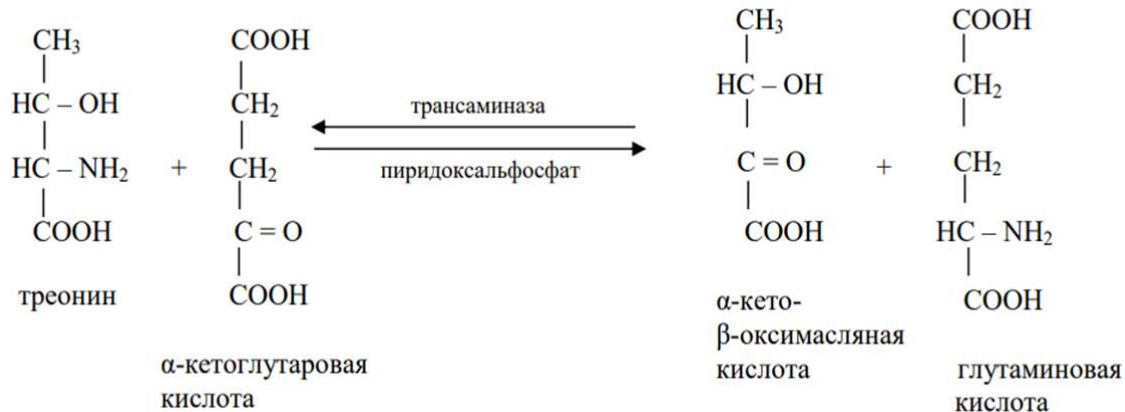 CH₃ COOH CH₃ COOH
HC – OH CH₂ трансаминаза HC – OH CH₂
HC – NH₂ + CH₂ пиридоксальфосфат C = O + CH₂
COOH C = O COOH HC – NH₂
треонин COOH α-кето- COOH
β-оксимасляная
α-кетоглутаровая кислота глутаминовая
кислота кислота